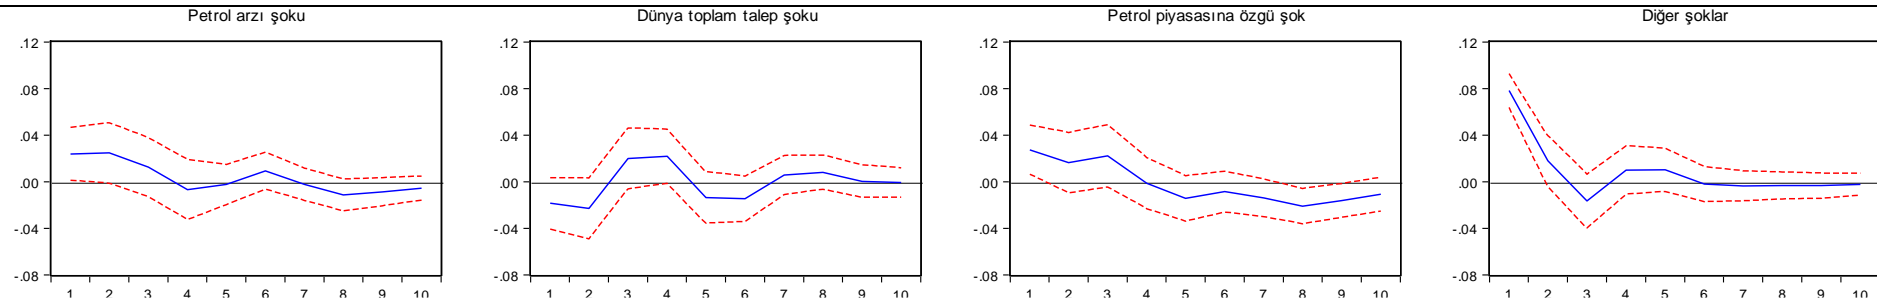 Petrol arzı şoku
Dünya toplam talep şoku
Petrol piyasasına özgü şok
Diğer şoklar
.12 .12 .12 .12
.08 .08 .08 .08
.04 .04 .04 .04
.00 .00 .00 .00
-.04 -.04 -.04 -.04
-.08 -.08 -.08 -.08
1 2 3 4 5 6 7 8 9 10 1 2 3 4 5 6 7 8 9 10 1 2 3 4 5 6 7 8 9 10 1 2 3 4 5 6 7 8 9 10